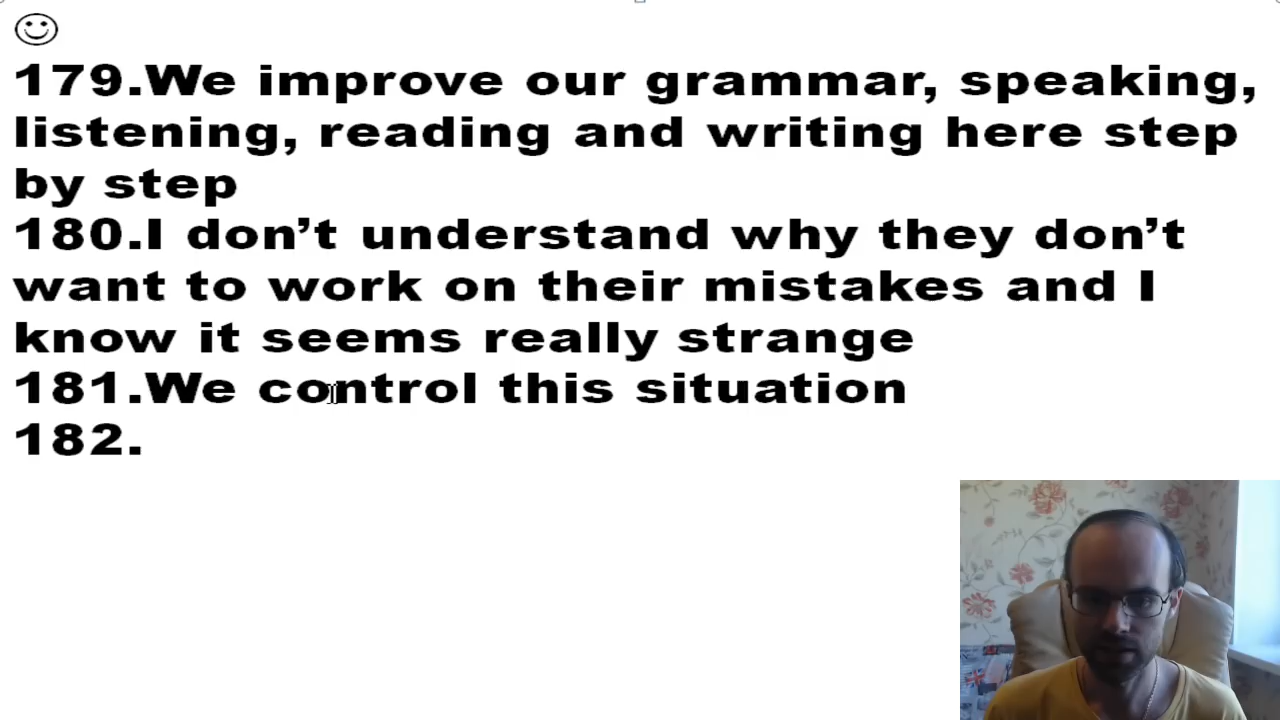 179.We improve our grammar, speaking,
listening, reading and writing here step
by step
180.I don’t understand why they don’t
want to work on their mistakes and I
know it seems really strange
181.We control this situation
182.